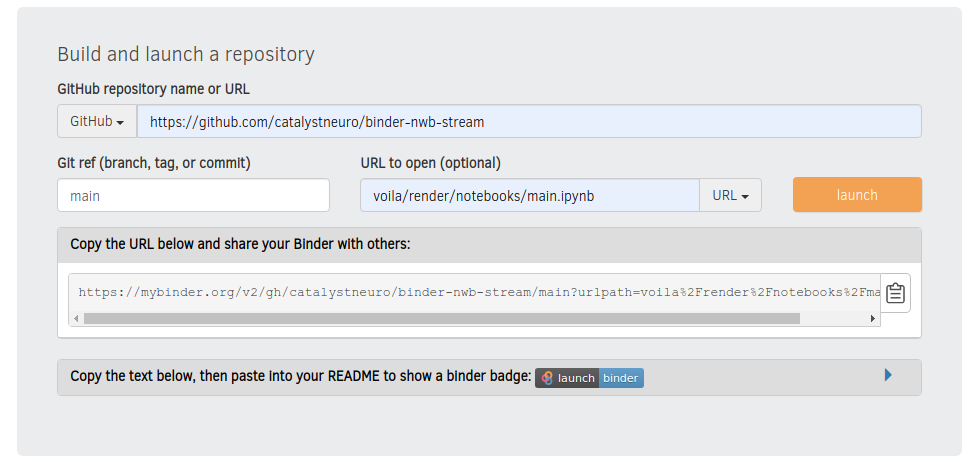 Build and launch a repository
GitHub repository name or URL
GitHub https://github.com/catalystneuro/binder-nwb-stream
Git ref (branch, tag, or commit) URL to open (optional)
main voila/render/notebooks/main.ipynb URL launch
Copy the URL below and share your Binder with others:
https://mybinder.org/v2/gh/catalystneuro/binder-nwb-stream/main?urlpath=voila%2Frender%2Fnotebooks%2Fma
Copy the text below, then paste into your README to show a binder badge: launch binder